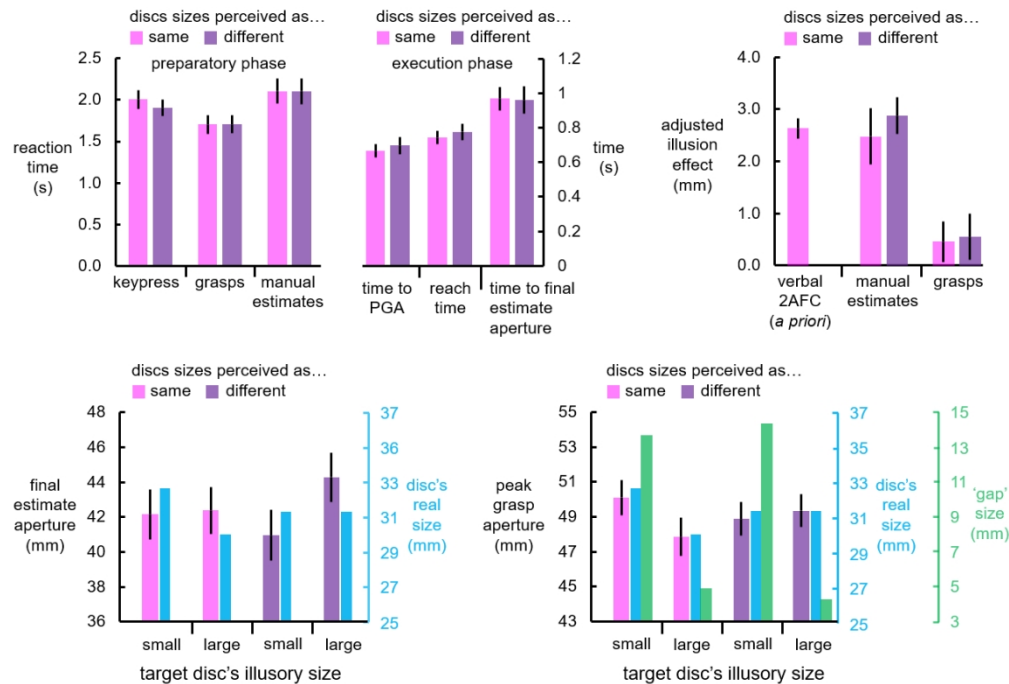 discs sizes perceived as…
same different
preparatory phase
2.5
2.0
1.5
1.0
0.5
0.0
reaction
time
(s)
keypress
grasps
manual
estimates
discs sizes perceived as…
same different
execution phase
1.2
1
0.8
0.6
0.4
0.2
0
time
(s)
time to
PGA
reach
time
time to final
estimate
aperture
discs sizes perceived as…
same different
4.0
3.0
2.0
1.0
0.0
adjusted
illusion
effect
(mm)
verbal
2AFC
(a priori)
manual
estimates
grasps
discs sizes perceived as…
same different
48
46
44
42
40
38
36
final
estimate
aperture
(mm)
37
35
33
31
29
27
25
disc's
real
size
(mm)
small large small large
target disc's illusory size
discs sizes perceived as…
same different
55
53
51
49
47
45
43
peak
grasp
aperture
(mm)
37
35
33
31
29
27
25
disc's
real
size
(mm)
15
13
11
9
7
5
3
'gap'
size
(mm)
small large small large
target disc's illusory size